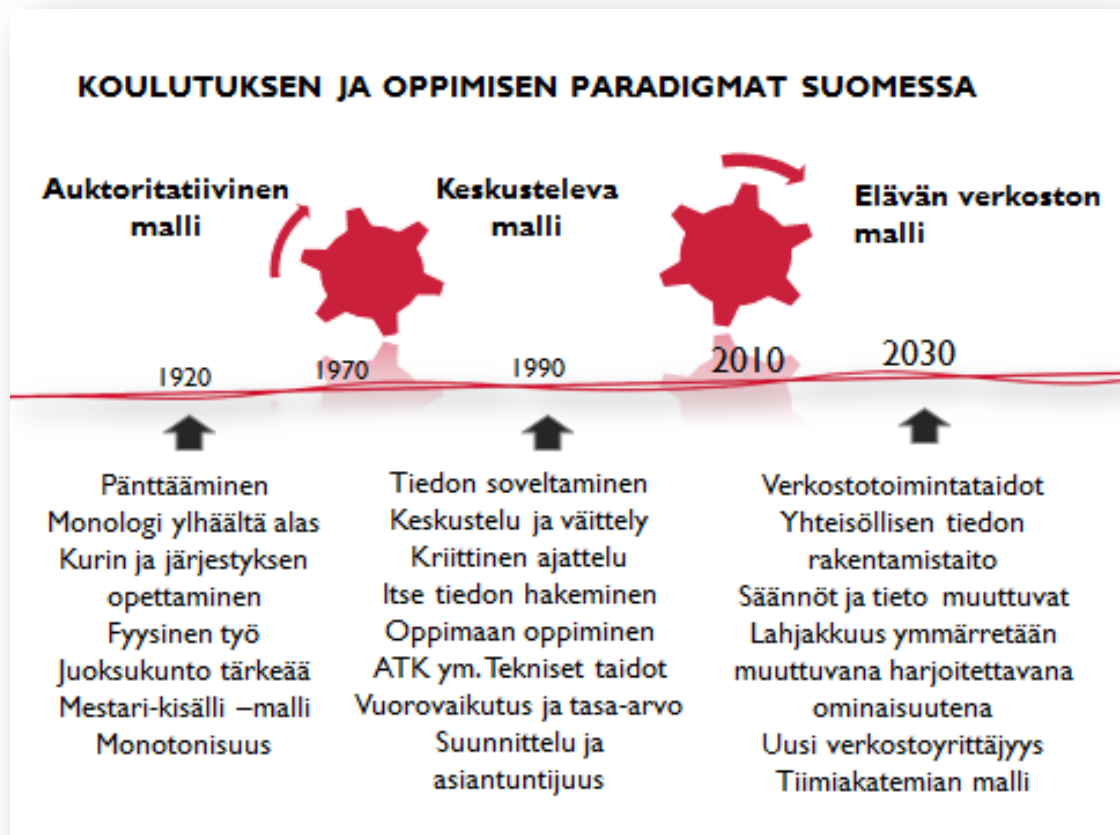 KOULUTUKSEN JA OPPIMISEN PARADIGMAT SUOMESSA
Auktoritatiivinen
malli
Keskusteleva
malli
Elävän verkoston
malli
1920
1970
1990
2010
2030
Pänttääminen
Monologi ylhäältä alas
Kurin ja järjestyksen
opettaminen
Fyysinen työ
Juoksukunto tärkeää
Mestari-kisälli –malli
Monotonisuus
Tiedon soveltaminen
Keskustelu ja väittely
Kriittinen ajattelu
Itse tiedon hakeminen
Oppimaan oppiminen
ATK ym. Tekniset taidot
Vuorovaikutus ja tasa-arvo
Suunnittelu ja
asiantuntijuus
Verkostotoimintataidot
Yhteisöllisen tiedon
rakentamistaito
Säännöt ja tieto muuttuvat
Lahjakkuus ymmärretään
muuttuvana harjoitettavana
ominaisuutena
Uusi verkostoyrittäjyys
Tiimiakatemian malli